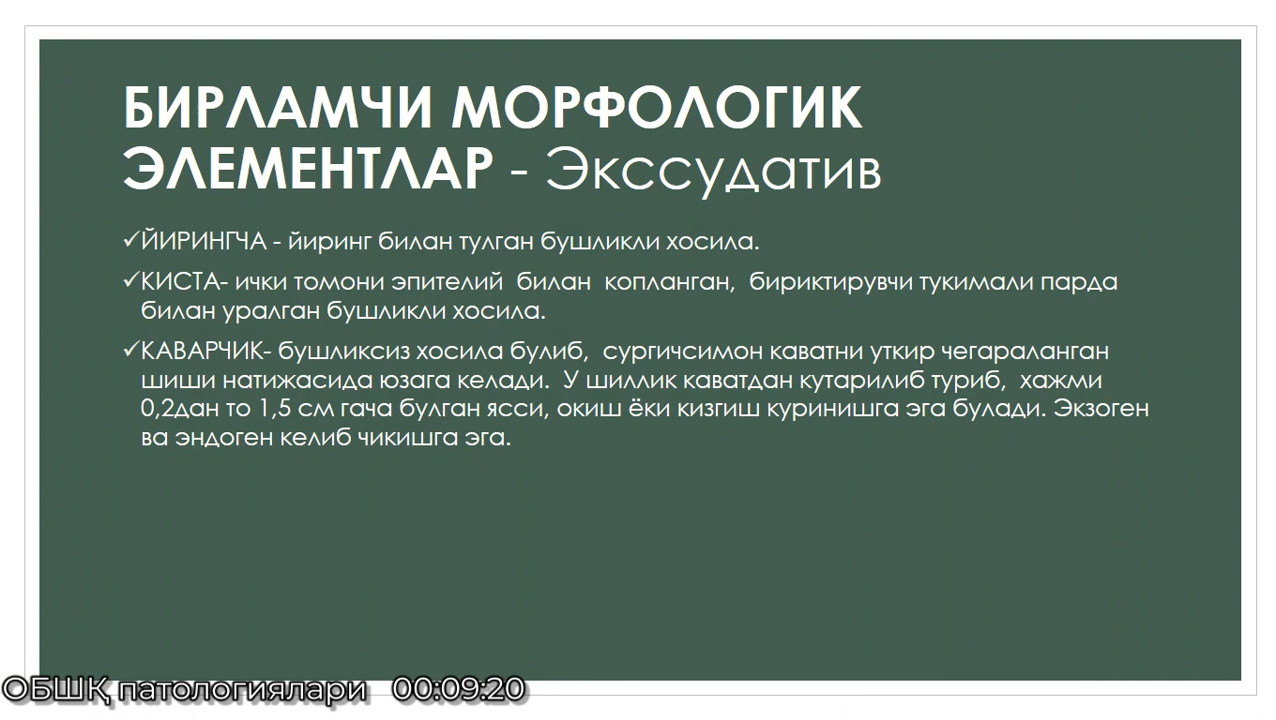 БИРЛАМЧИ МОРФОЛОГИК
ЭЛЕМЕНТЛАР - Экссудатив
✓ЙИРИНГЧА - йиринг билан тулган бушликли хосила.
✓КИСТА- ички томони эпителий билан копланган, бириктирувчи тукимали парда
билан уралган бушликли хосила.
✓КАВАРЧИК- бушликсиз хосила булиб, сургичсимон каватни уткир чегараланган
шиши натижасида юзага келади. У шиллик каватдан кутарилиб туриб, хажми
0,2дан то 1,5 см гача булган ясси, окиш ёки кизгиш куринишга эга булади. Экзоген
ва эндоген келиб чикишга эга.
ОБШҚ патологиялари 00:09:20